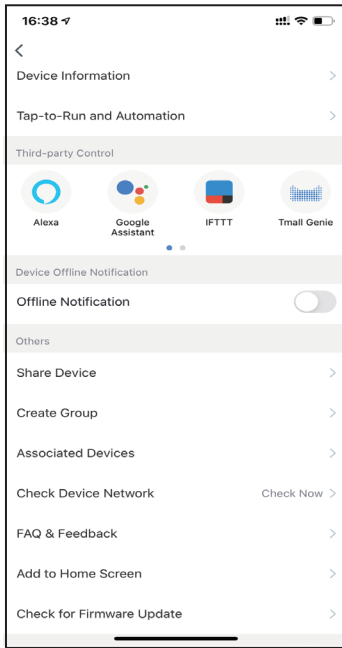 16:38
Device Information
Tap-to-Run and Automation
Third-party Control
Alexa
Google Assistant
IFTTT
Tmall Genie
Device Offline Notification
Offline Notification
Others
Share Device
Create Group
Associated Devices
Check Device Network Check Now
FAQ & Feedback
Add to Home Screen
Check for Firmware Update